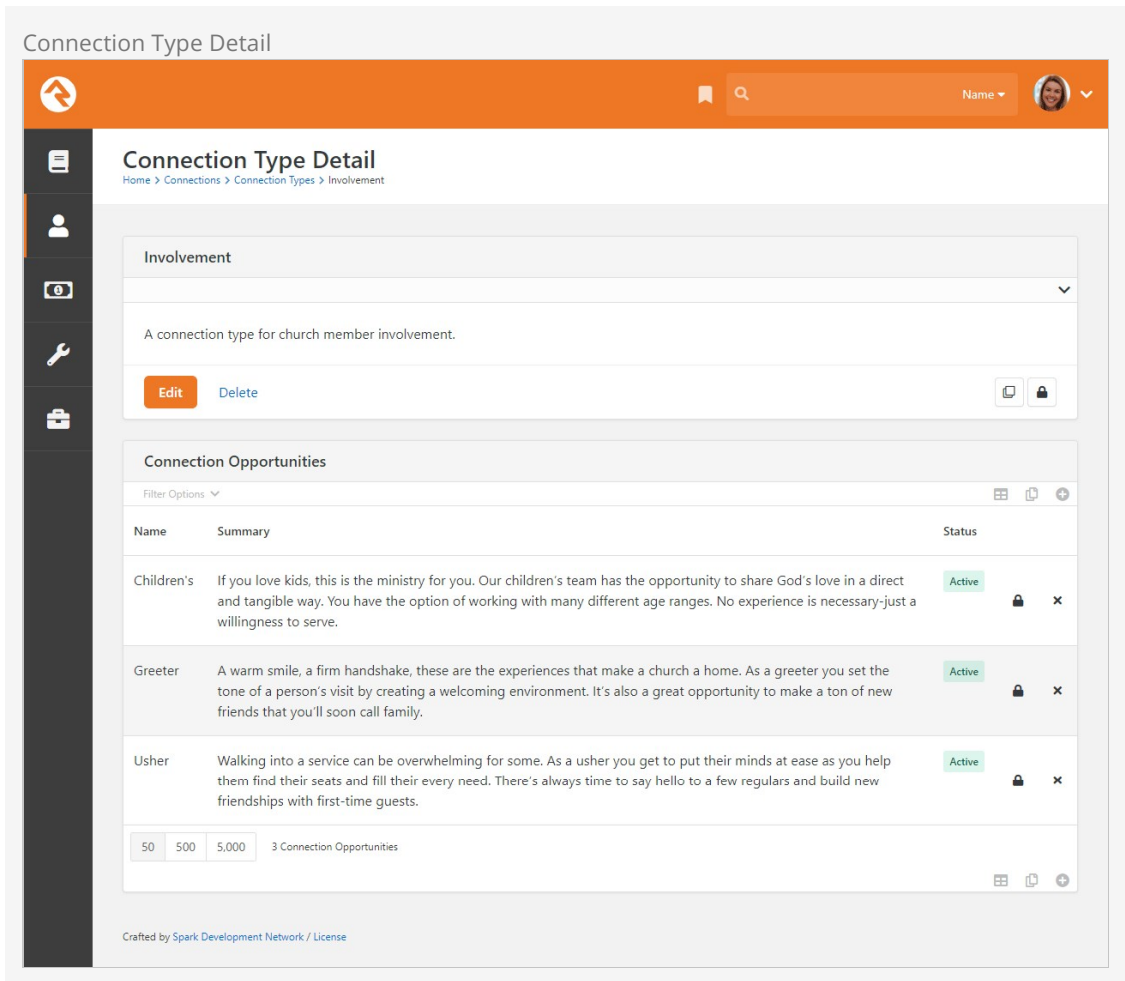 Connection Type Detail
Name
Connection Type Detail
Home > Connections > Connection Types > Involvement
Involvement
A connection type for church member involvement.
Edit Delete
Connection Opportunities
Filter Options
Name Summary Status
Children's If you love kids, this is the ministry for you. Our children's team has the opportunity to share God's love in a direct Active
and tangible way. You have the option of working with many different age ranges. No experience is necessary-just a
willingness to serve.
Greeter A warm smile, a firm handshake, these are the experiences that make a church a home. As a greeter you set the Active
tone of a person's visit by creating a welcoming environment. It's also a great opportunity to make a ton of new
friends that you'll soon call family.
Usher Walking into a service can be overwhelming for some. As a usher you get to put their minds at ease as you help Active
them find their seats and fill their every need. There's always time to say hello to a few regulars and build new
friendships with first-time guests.
50 500 5,000 3 Connection Opportunities
Crafted by Spark Development Network / License